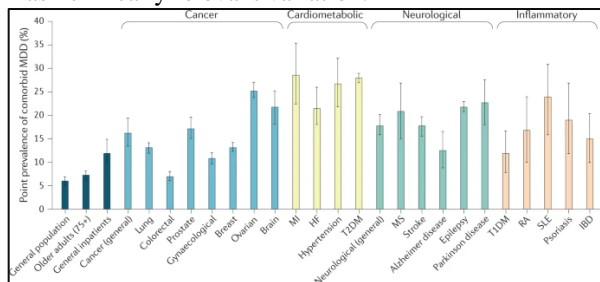 Cancer Cardiometabolic Neurological Inflammatory
Point prevalence of comorbid MDD (%)
40
35
30
25
20
15
10
5
0
General population
Older adults (75+)
General inpatients
Cancer (general)
Lung
Colorectal
Prostate
Gynaecological
Breast
Ovarian
Brain
MI
HF
Hypertension
T2DM
Neurological (general)
MS
Stroke
Alzheimer disease
Epilepsy
Parkinson disease
T1DM
RA
SLE
Psoriasis
IBD